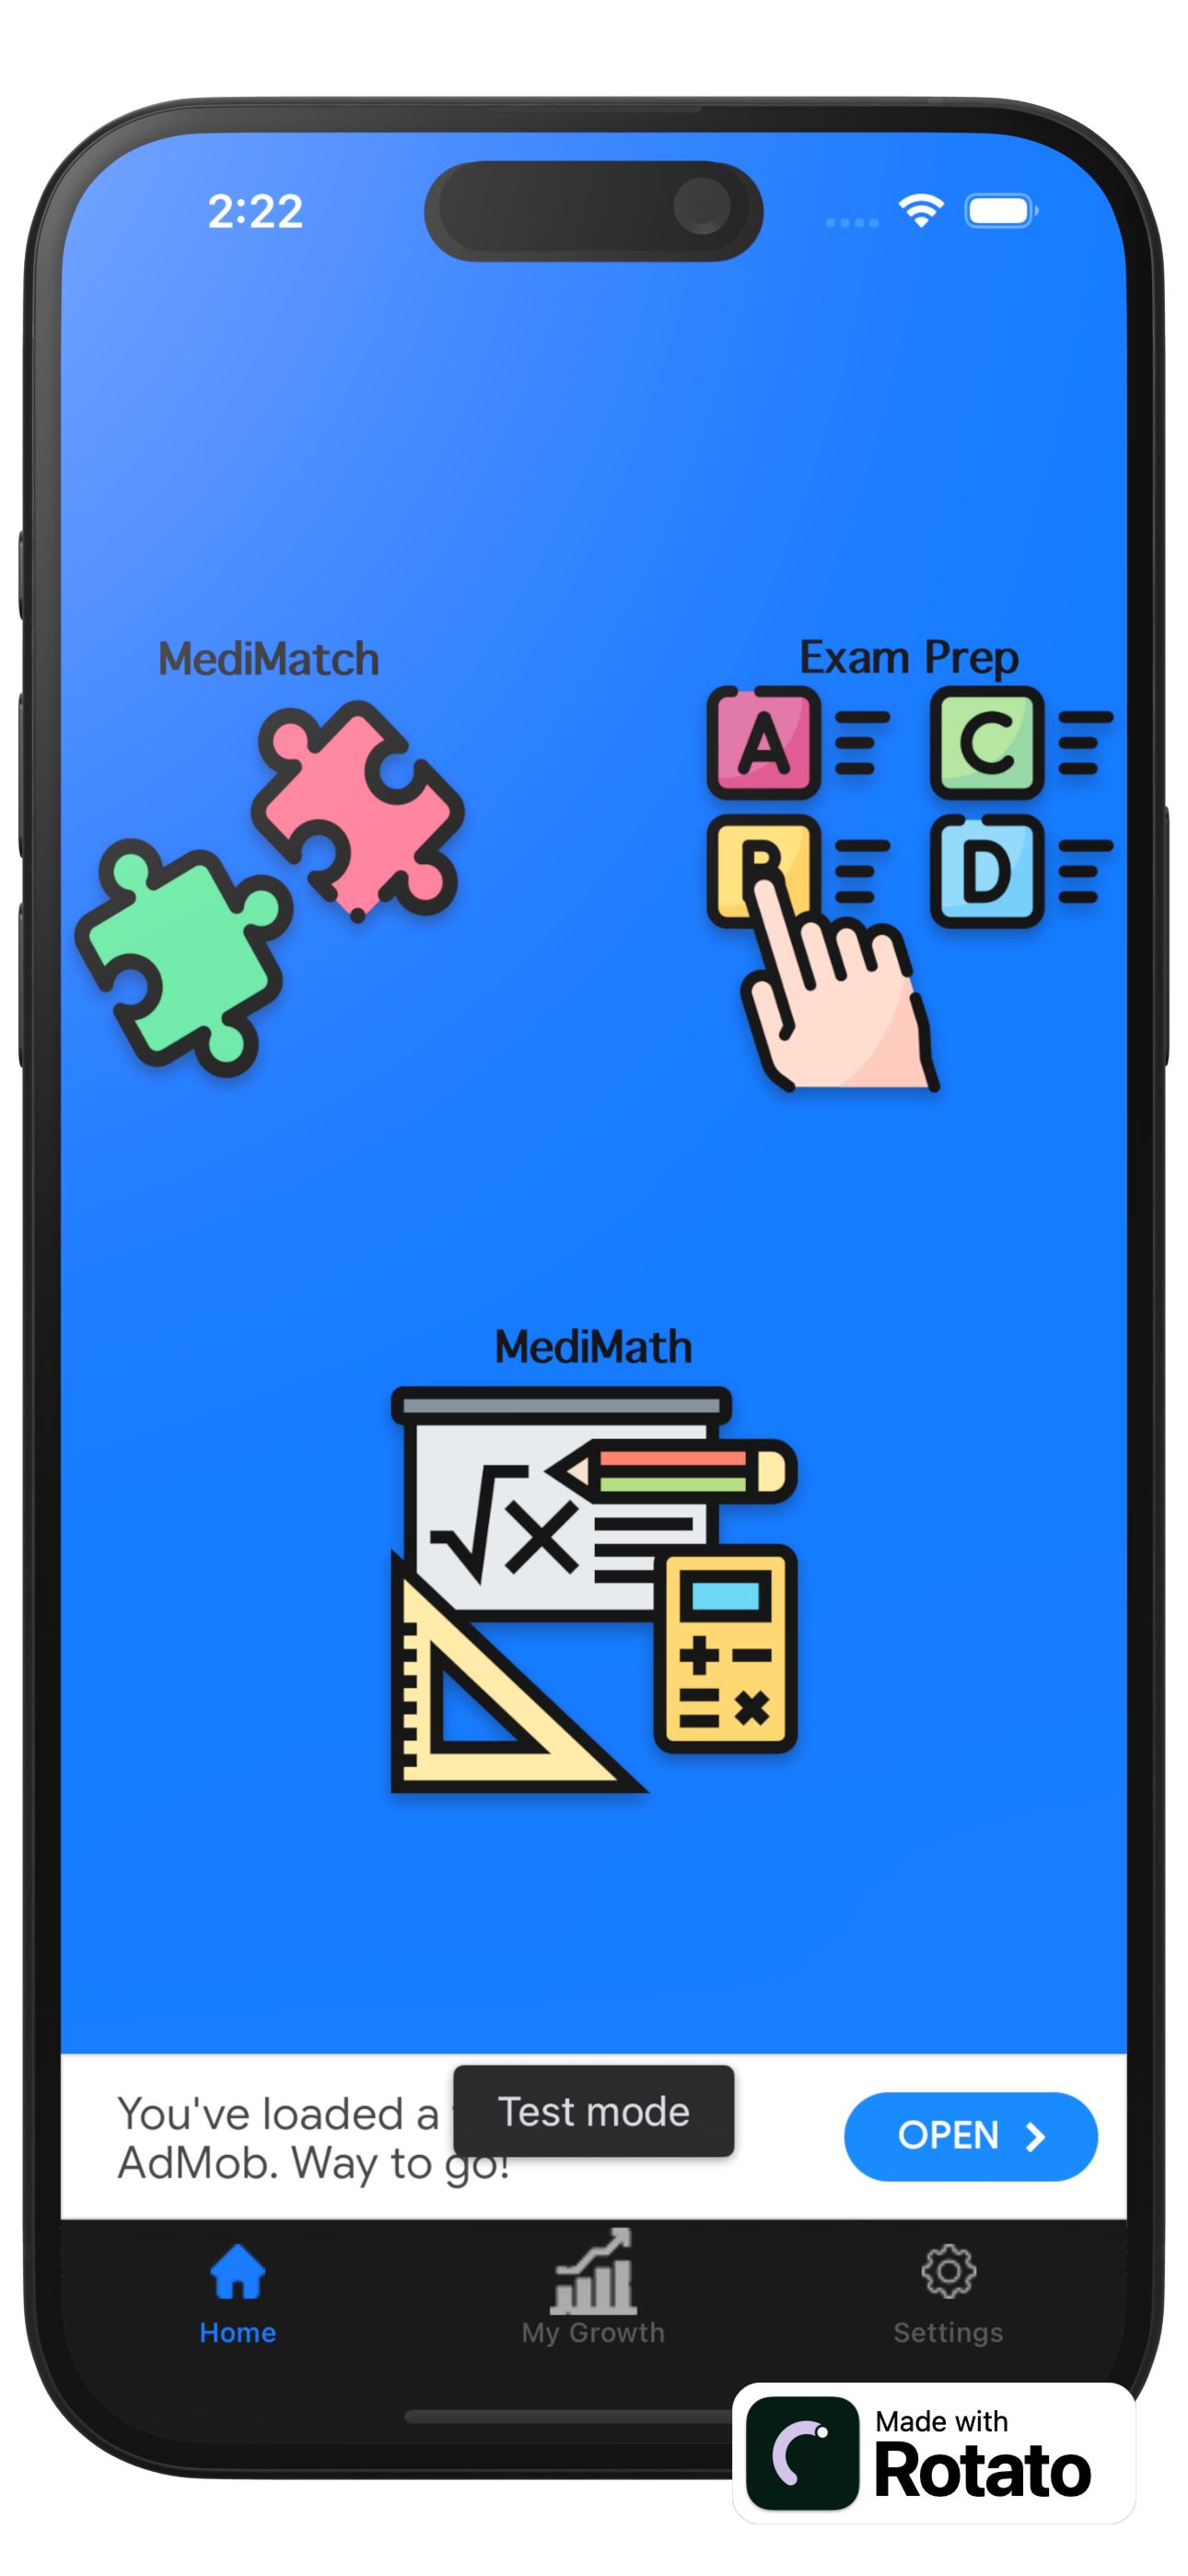 2:22
MediMatch
Exam Prep
A
C
B
D
MediMath
√x
You've loaded a
Test mode
AdMob. Way to go!
OPEN
Home
My Growth
Settings
Made with
Rotato